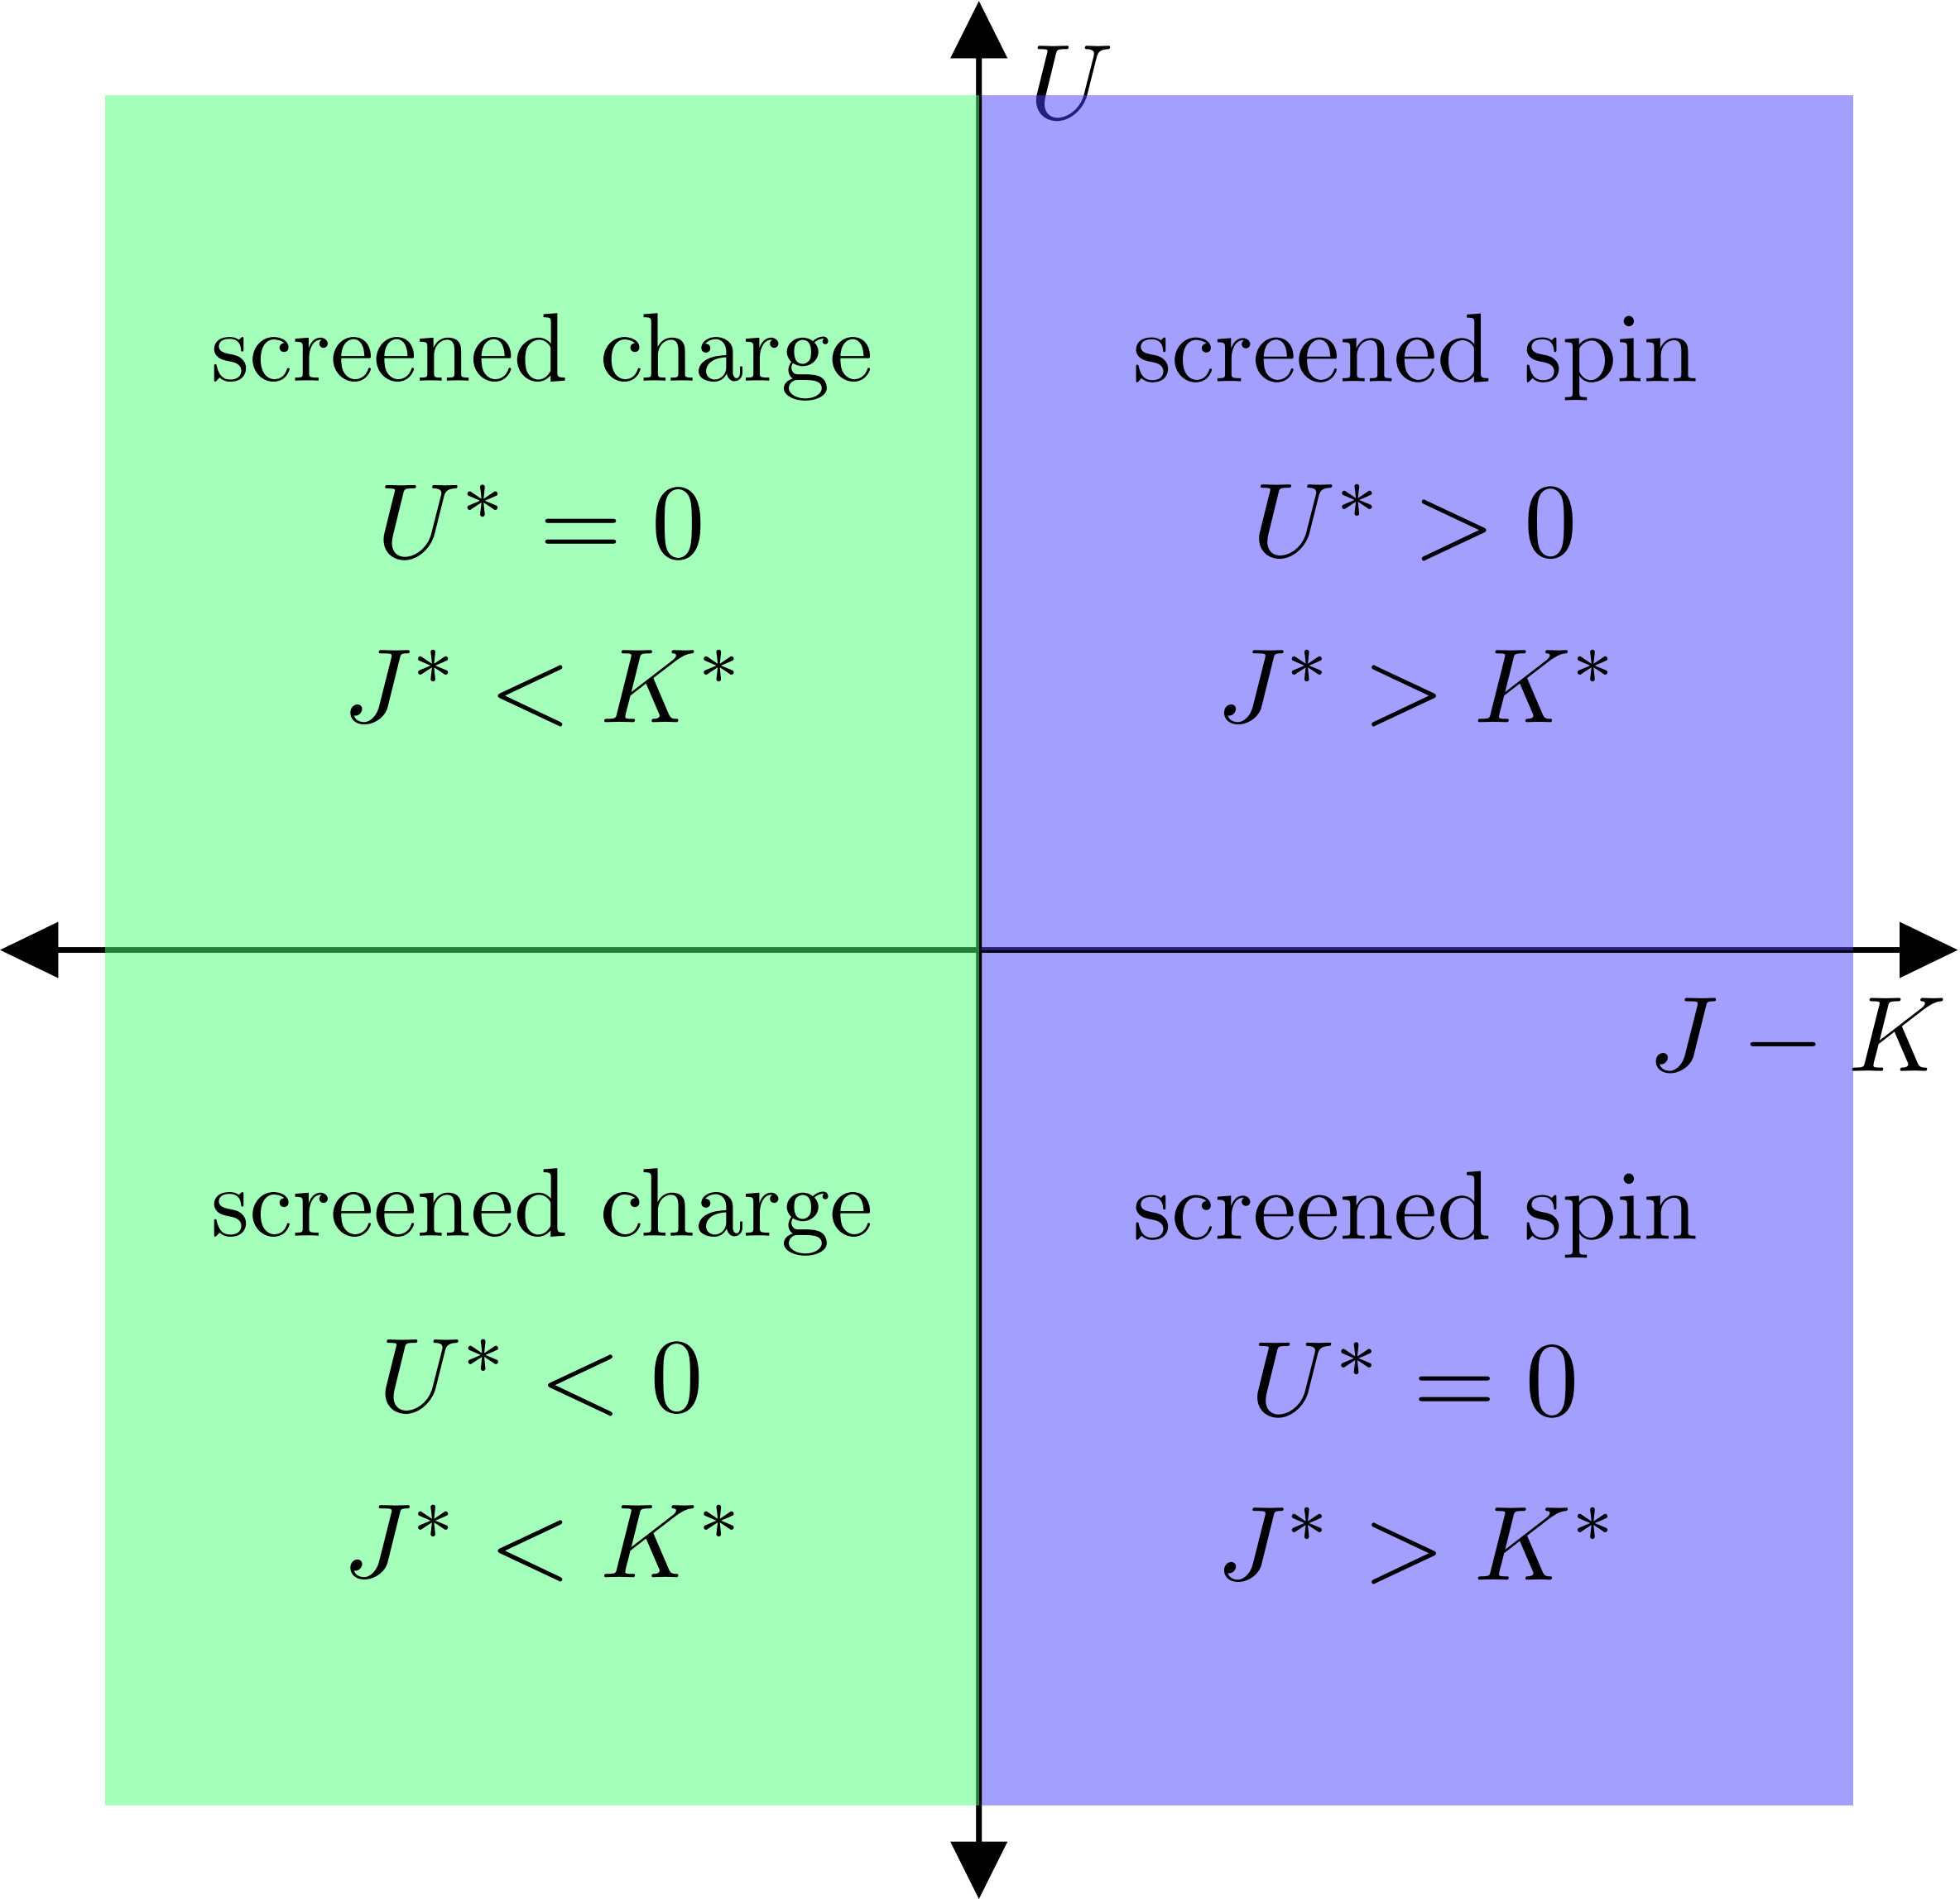 U
screened charge
U* = 0
J* < K*
screened spin
U* > 0
J* > K*
J − K
screened charge
U* < 0
J* < K*
screened spin
U* = 0
J* > K*